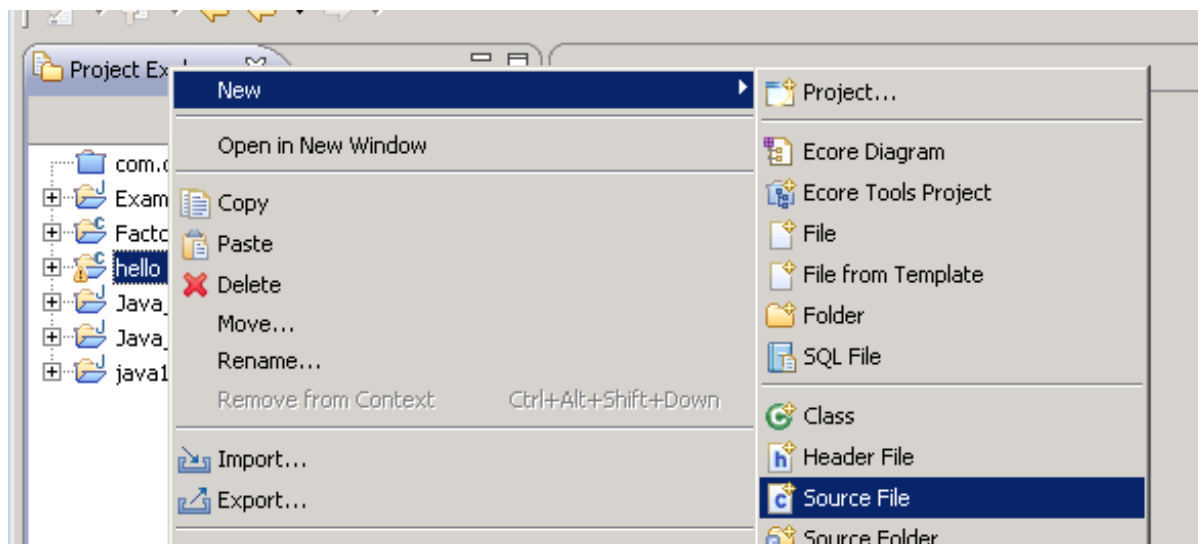 Project Ex
com.
Exam
Facto
hello
Java_
Java_
java1
New
Open in New Window
Copy
Paste
Delete
Move...
Rename...
Remove from Context Ctrl+Alt+Shift+Down
Import...
Export...
Project...
Ecore Diagram
Ecore Tools Project
File
File from Template
Folder
SQL File
Class
Header File
Source File
Source Folder